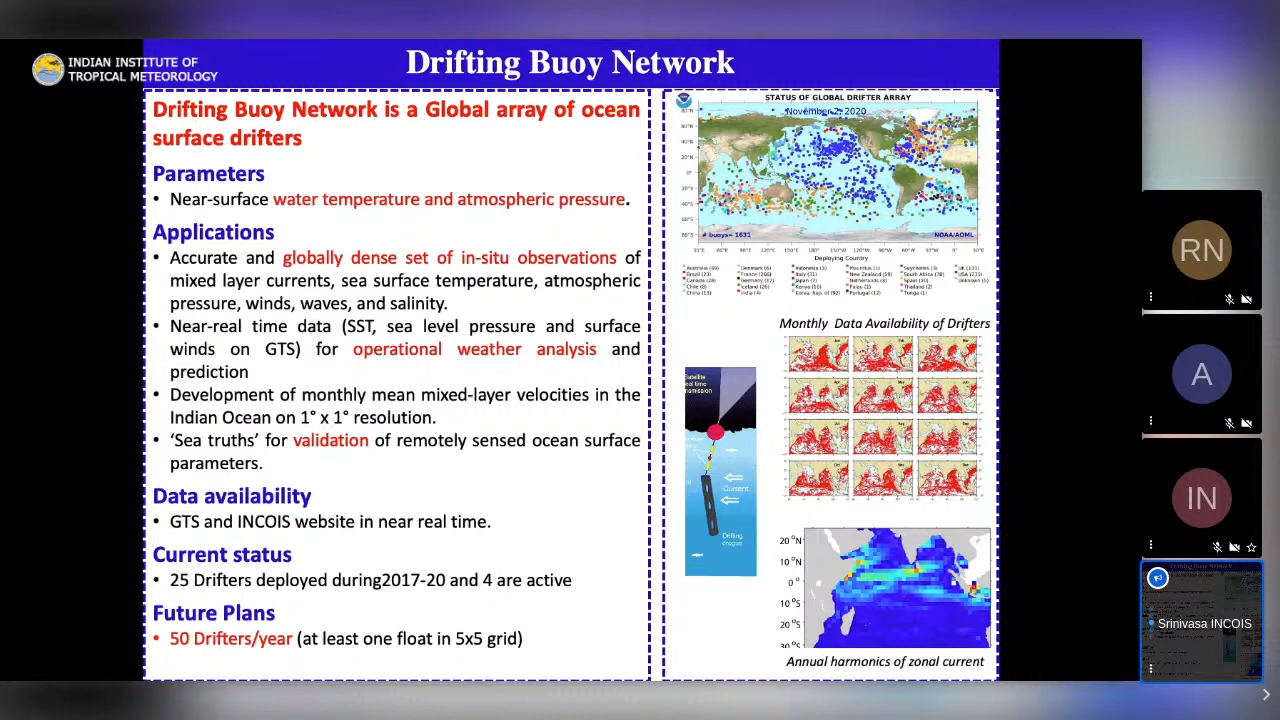 INDIAN INSTITUTE OF
TROPICAL METEOROLOGY
Drifting Buoy Network
Drifting Buoy Network is a Global array of ocean
surface drifters
Parameters
• Near-surface water temperature and atmospheric pressure.
Applications
• Accurate and globally dense set of in-situ observations of
mixed layer currents, sea surface temperature, atmospheric
pressure, winds, waves, and salinity.
• Near-real time data (SST, sea level pressure and surface
winds on GTS) for operational weather analysis and
prediction
• Development of monthly mean mixed-layer velocities in the
Indian Ocean on 1° x 1° resolution.
• ‘Sea truths’ for validation of remotely sensed ocean surface
parameters.
Data availability
• GTS and INCOIS website in near real time.
Current status
• 25 Drifters deployed during2017-20 and 4 are active
Future Plans
• 50 Drifters/year (at least one float in 5x5 grid)
STATUS OF GLOBAL DRIFTER ARRAY
November 2, 2020
# buoys= 1631
NOAA/AOML
Deploying Country
Monthly Data Availability of Drifters
Satellite
real time
Current
Drifting
drogue
20 °N
10 °N
0 °
10 °S
20 °S
30 °S
Annual harmonics of zonal current
RN
A
IN
Srinivasa INCOIS